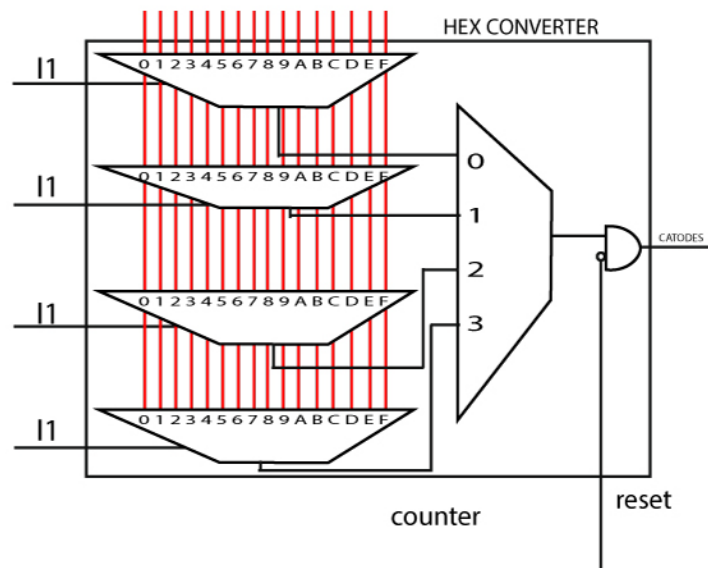 HEX CONVERTER
0123456789ABCDEF
I1
0
0123456789ABCDEF
I1
1
CATODES
2
0123456789ABCDEF
I1
3
0123456789ABCDEF
I1
reset
counter